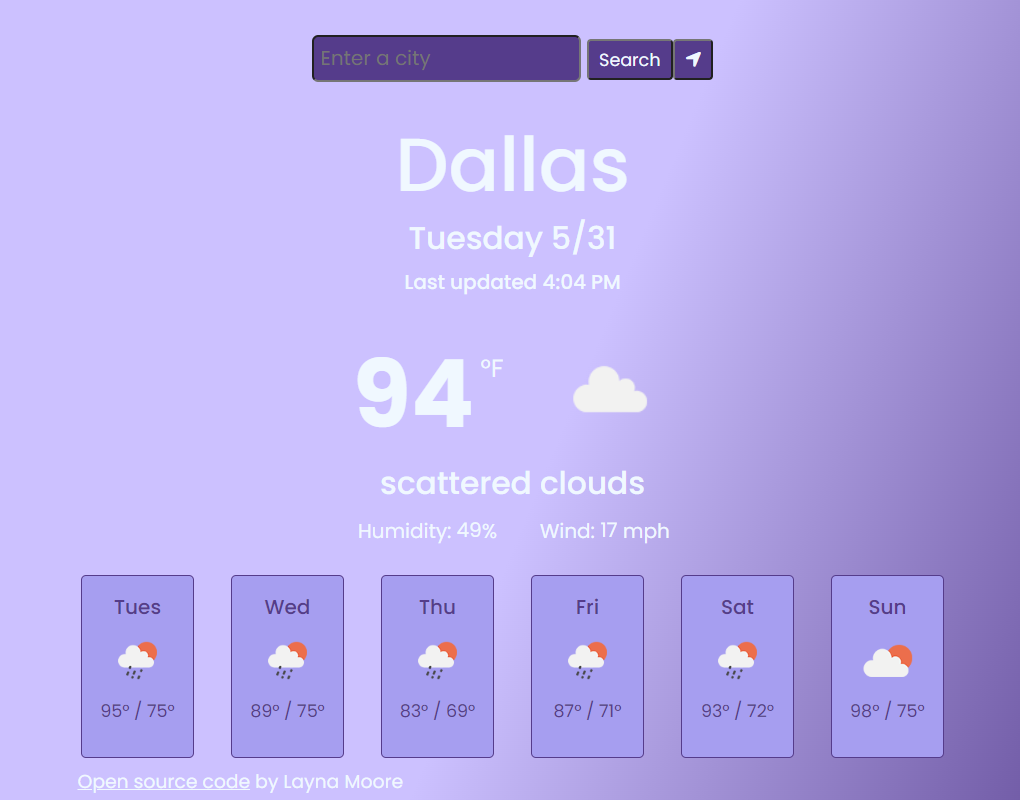 Enter a city Search
Dallas
Tuesday 5/31
Last updated 4:04 PM
94 °F
scattered clouds
Humidity: 49% Wind: 17 mph
Tues Wed Thu Fri Sat Sun
95° / 75° 89° / 75° 83° / 69° 87° / 71° 93° / 72° 98° / 75°
Open source code by Layna Moore